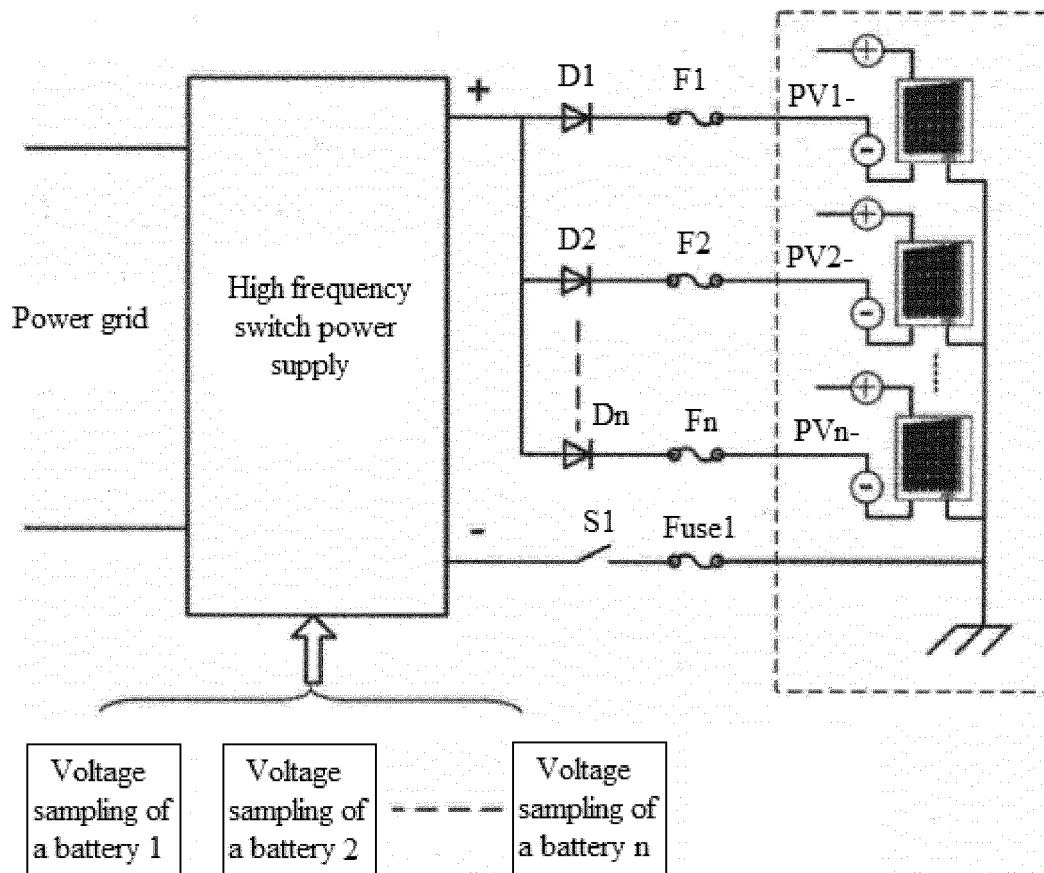 +
D1
F1
PV1-
+
-
D2
F2
PV2-
+
-
Power grid
High frequency
switch power
supply
Dn
Fn
PVn-
+
-
-
S1
Fuse1
Voltage
sampling of
a battery 1
Voltage
sampling of
a battery 2
Voltage
sampling of
a battery n